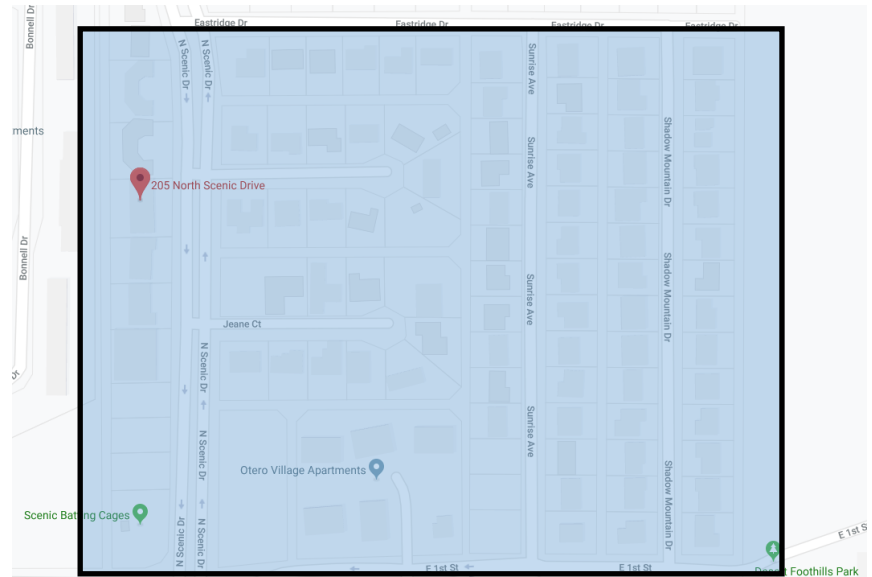 Eastridge Dr
Eastridge Dr
Eastridge Dr
Eastridge Dr
Bonnell Dr
N Scenic Dr
N Scenic Dr
Sunrise Ave
ments
Shadow Mountain Dr
Sunrise Ave
205 North Scenic Drive
Bonnell Dr
Shadow Mountain Dr
Sunrise Ave
Jeane Ct
N Scenic Dr
Sunrise Ave
N Scenic Dr
Otero Village Apartments
Shadow Mountain Dr
Scenic Batting Cages
N Scenic Dr
N Scenic Dr
E 1st S
E 1st St
E 1st St
Desert Foothills Park